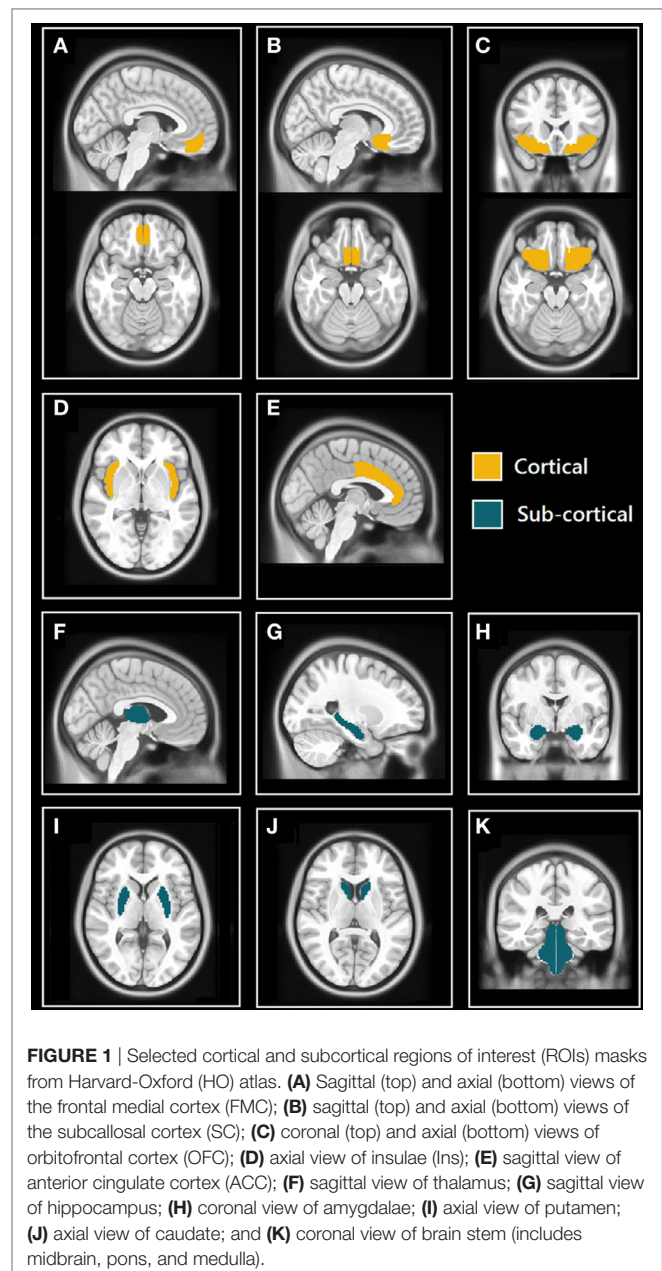 A
B
C
D
E
Cortical
Sub-cortical
F
G
H
I
J
K
FIGURE 1 | Selected cortical and subcortical regions of interest (ROIs) masks
from Harvard-Oxford (HO) atlas. (A) Sagittal (top) and axial (bottom) views of
the frontal medial cortex (FMC); (B) sagittal (top) and axial (bottom) views of
the subcallosal cortex (SC); (C) coronal (top) and axial (bottom) views of
orbitofrontal cortex (OFC); (D) axial view of insulae (Ins); (E) sagittal view of
anterior cingulate cortex (ACC); (F) sagittal view of thalamus; (G) sagittal view
of hippocampus; (H) coronal view of amygdalae; (I) axial view of putamen;
(J) axial view of caudate; and (K) coronal view of brain stem (includes
midbrain, pons, and medulla).